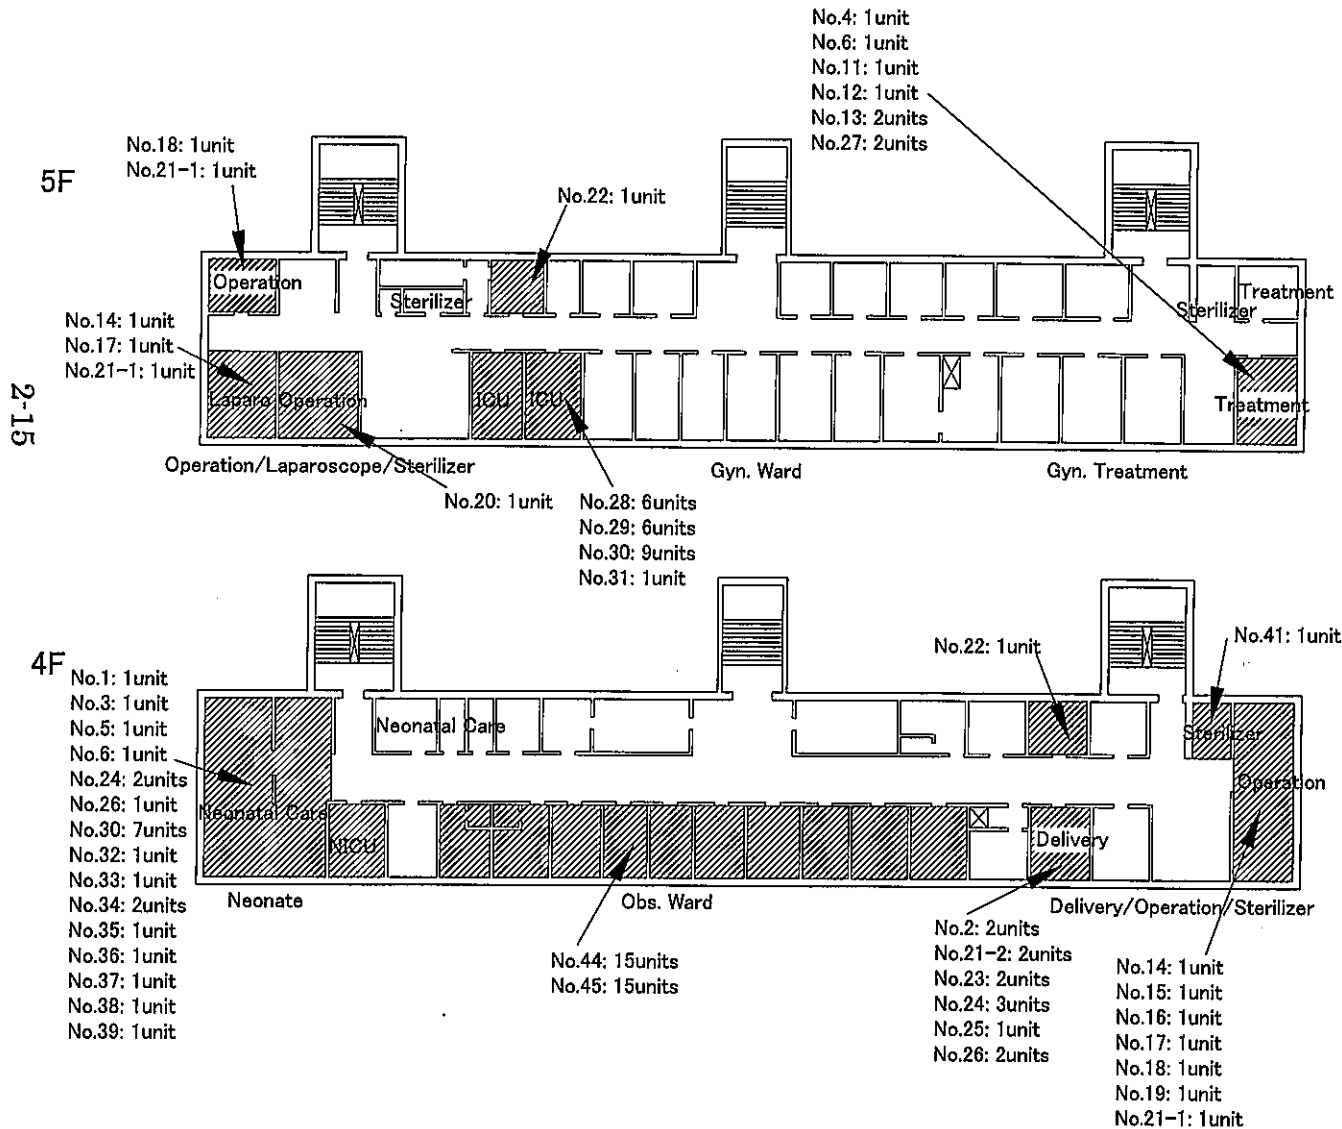 No.4: 1unit
No.6: 1unit
No.11: 1unit
No.12: 1unit
No.13: 2units
No.27: 2units
5F
No.18: 1unit
No.21-1: 1unit
No.22: 1unit
Operation
Sterilizer
Sterilizer
Treatment
No.14: 1unit
No.17: 1unit
No.21-1: 1unit
Laparo
Operation
ICU
ICU
Treatment
2-15
Operation/Laparoscope/Sterilizer
Gyn. Ward
Gyn. Treatment
No.20: 1unit
No.28: 6units
No.29: 6units
No.30: 9units
No.31: 1unit
4F
No.1: 1unit
No.3: 1unit
No.5: 1unit
No.6: 1unit
No.24: 2units
No.26: 1unit
No.30: 7units
No.32: 1unit
No.33: 1unit
No.34: 2units
No.35: 1unit
No.36: 1unit
No.37: 1unit
No.38: 1unit
No.39: 1unit
No.22: 1unit
No.41: 1unit
Neonatal Care
Sterilizer
Operation
Neonatal Care
NICU
Delivery
Neonate
Obs. Ward
Delivery/Operation/Sterilizer
No.44: 15units
No.45: 15units
No.2: 2units
No.21-2: 2units
No.23: 2units
No.24: 3units
No.25: 1unit
No.26: 2units
No.14: 1unit
No.15: 1unit
No.16: 1unit
No.17: 1unit
No.18: 1unit
No.19: 1unit
No.21-1: 1unit